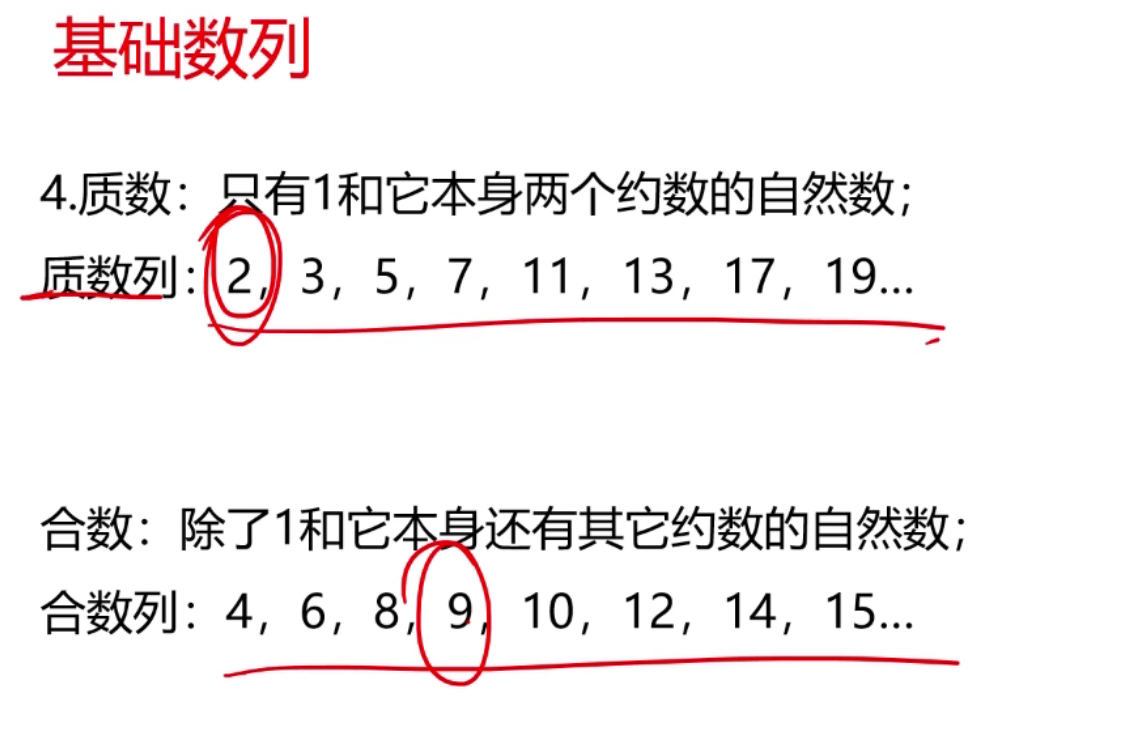 基础数列
4.质数：只有1和它本身两个约数的自然数；
质数列：2，3，5，7，11，13，17，19...
合数：除了1和它本身还有其它约数的自然数；
合数列：4，6，8，9，10，12，14，15...